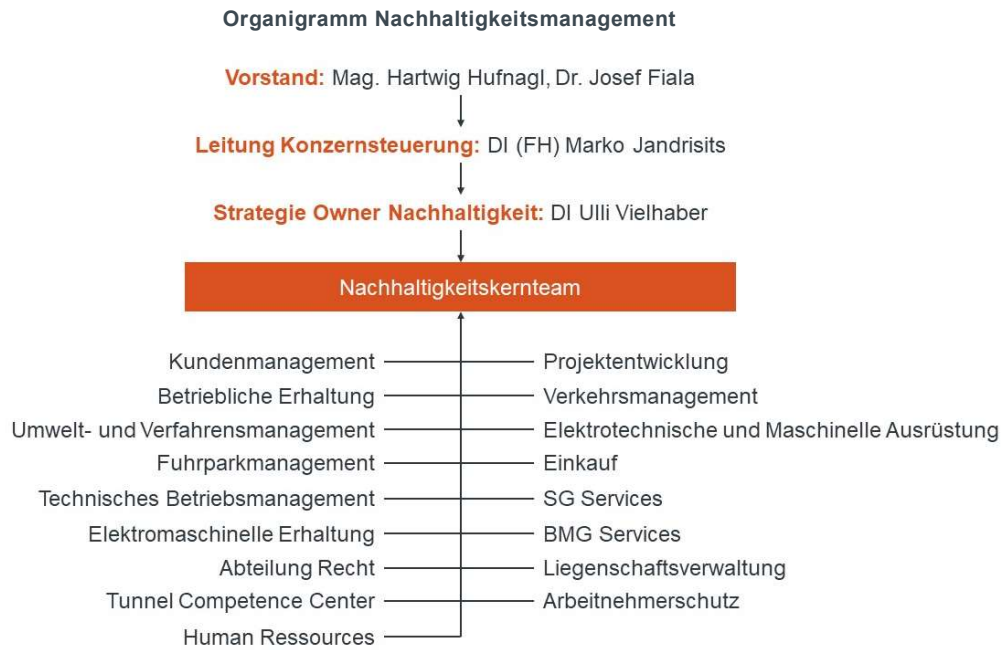 Organigramm Nachhaltigkeitsmanagement
Vorstand: Mag. Hartwig Hufnagl, Dr. Josef Fiala
Leitung Konzernsteuerung: DI (FH) Marko Jandrisits
Strategie Owner Nachhaltigkeit: DI Ulli Vielhaber
Nachhaltigkeitskernteam
Kundenmanagement Projektentwicklung
Betriebliche Erhaltung Verkehrsmanagement
Umwelt- und Verfahrensmanagement Elektrotechnische und Maschinelle Ausrüstung
Fuhrparkmanagement Einkauf
Technisches Betriebsmanagement SG Services
Elektromaschinelle Erhaltung BMG Services
Abteilung Recht Liegenschaftsverwaltung
Tunnel Competence Center Arbeitnehmerschutz
Human Ressources